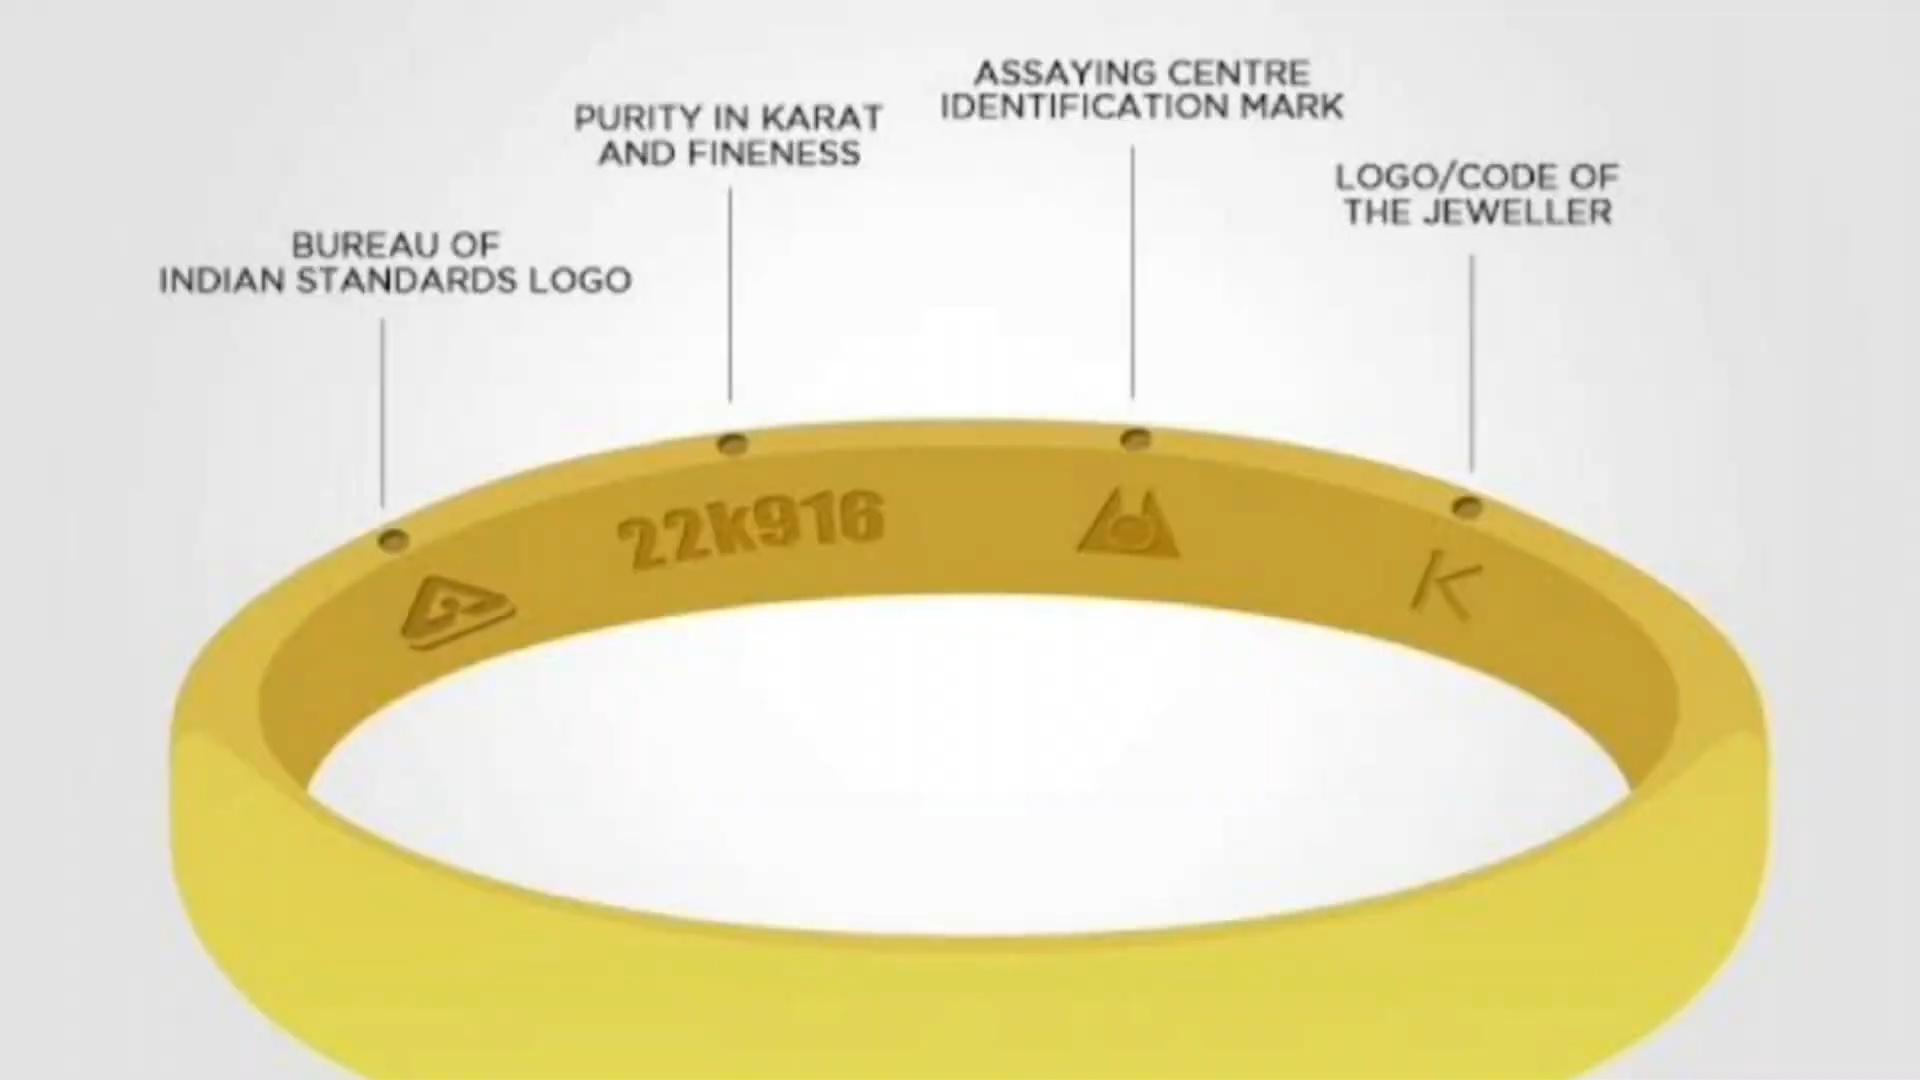 BUREAU OF
INDIAN STANDARDS LOGO
PURITY IN KARAT
AND FINENESS
ASSAYING CENTRE
IDENTIFICATION MARK
LOGO/CODE OF
THE JEWELLER
22k916
K